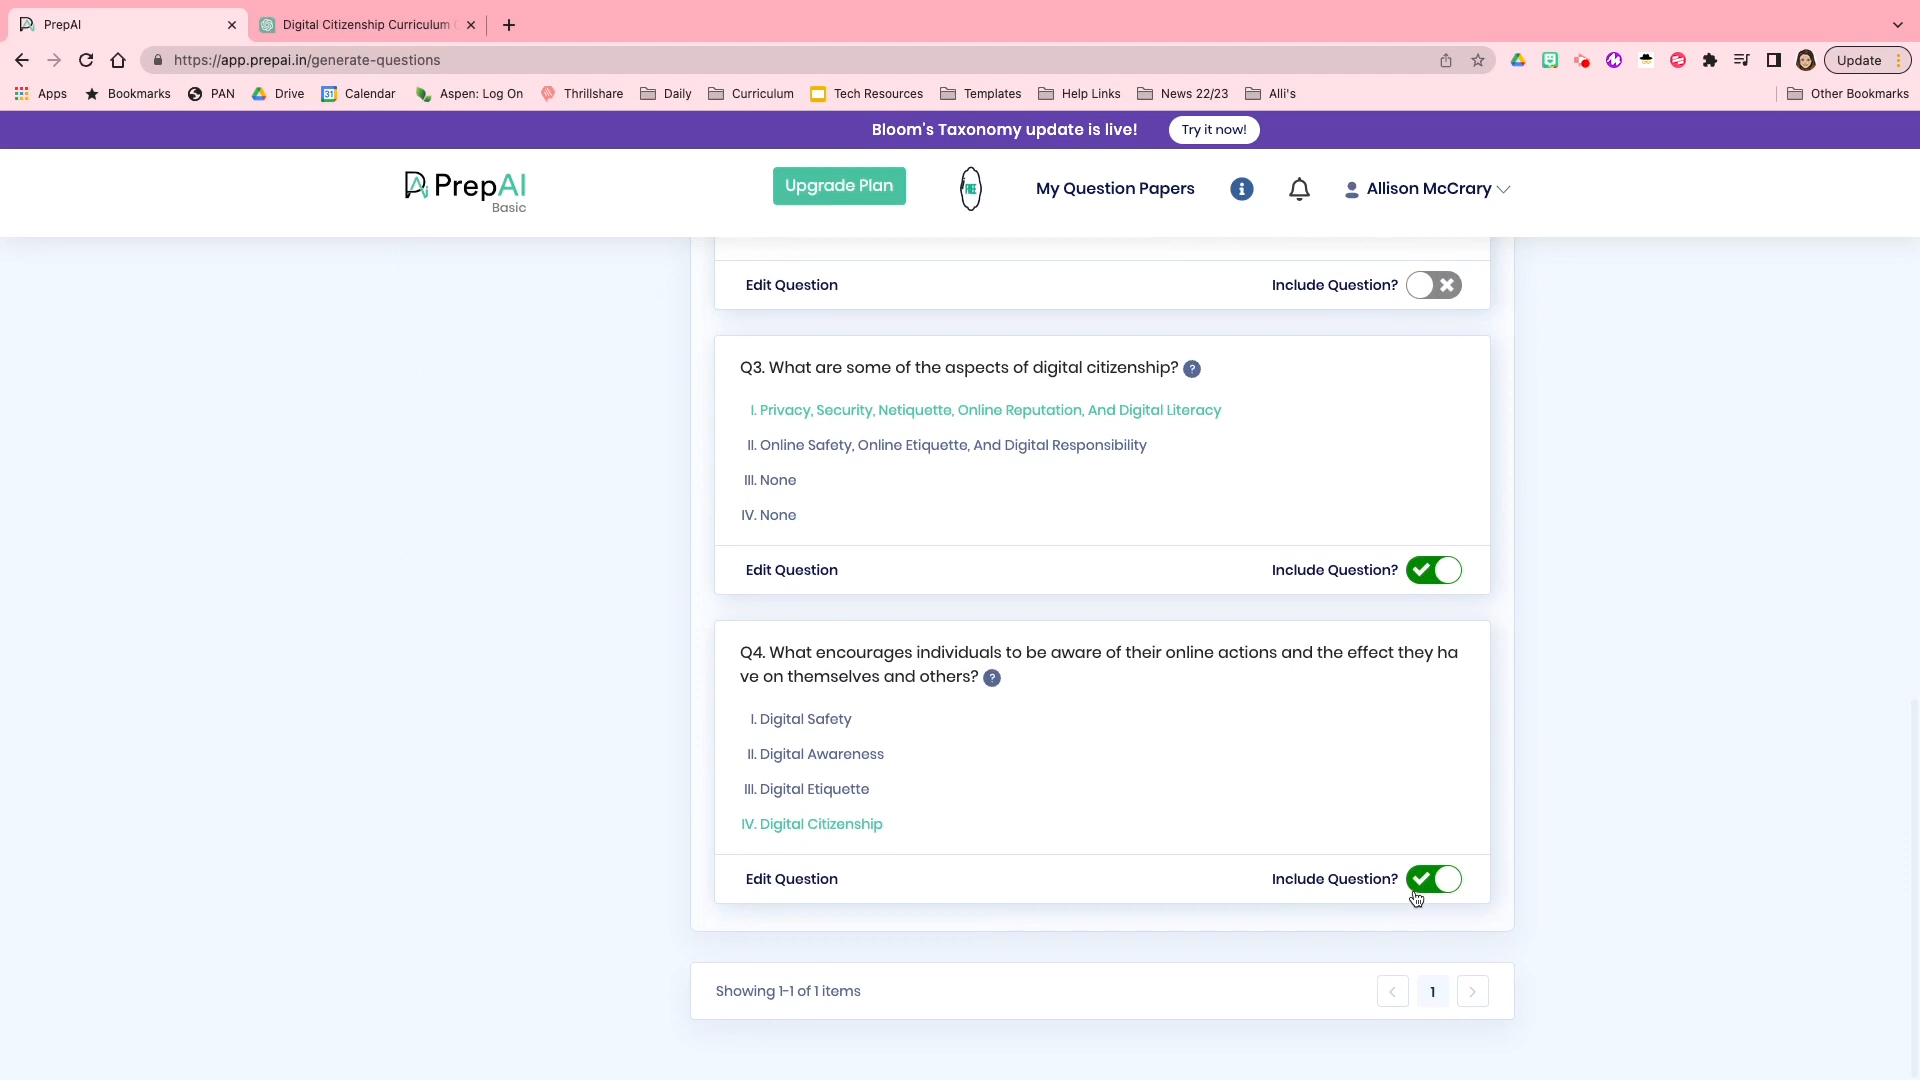 PrepAI
Digital Citizenship Curriculum
https://app.prepai.in/generate-questions
Update
Apps
Bookmarks
PAN
Drive
31
Calendar
Aspen: Log On
Thrillshare
Daily
Curriculum
Tech Resources
Templates
Help Links
News 22/23
Alli's
Other Bookmarks
Bloom's Taxonomy update is live!
Try it now!
PrepAI
Basic
Upgrade Plan
FREE
My Question Papers
Allison McCrary
Edit Question
Include Question?
Q3. What are some of the aspects of digital citizenship?
I. Privacy, Security, Netiquette, Online Reputation, And Digital Literacy
II. Online Safety, Online Etiquette, And Digital Responsibility
III. None
IV. None
Edit Question
Include Question?
Q4. What encourages individuals to be aware of their online actions and the effect they ha
ve on themselves and others?
I. Digital Safety
II. Digital Awareness
III. Digital Etiquette
IV. Digital Citizenship
Edit Question
Include Question?
Showing 1-1 of 1 items
1